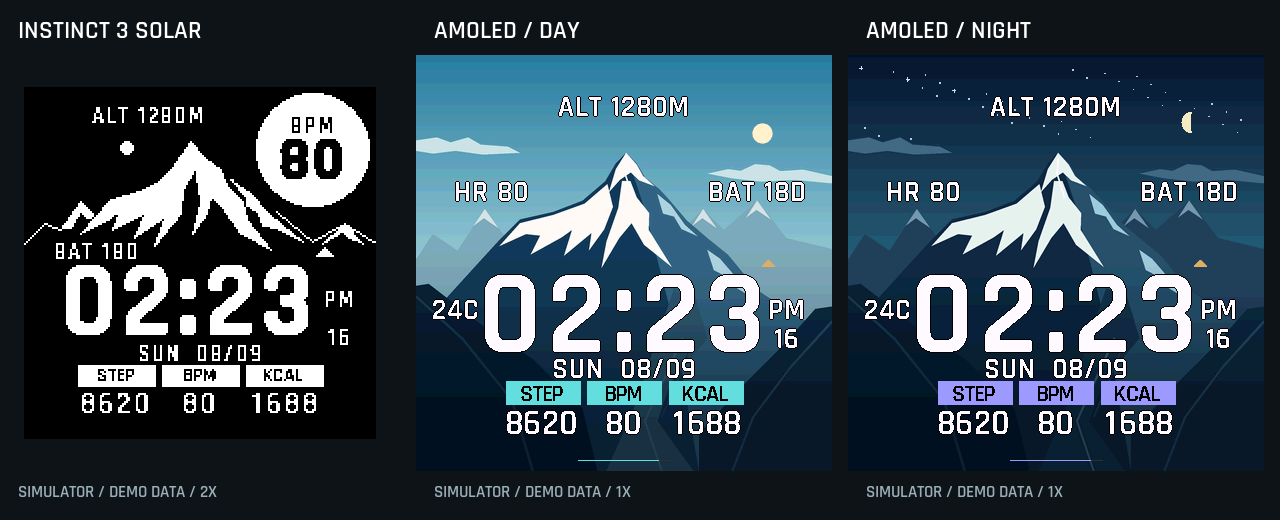 INSTINCT 3 SOLAR
ALT 1280M
BPM
80
BAT 18D
02:23
PM
16
SUN 08/09
STEP BPM KCAL
8620 80 1688
SIMULATOR / DEMO DATA / 2X
AMOLED / DAY
ALT 1280M
HR 80
BAT 18D
24C
02:23
PM
16
SUN 08/09
STEP BPM KCAL
8620 80 1688
SIMULATOR / DEMO DATA / 1X
AMOLED / NIGHT
ALT 1280M
HR 80
BAT 18D
24C
02:23
PM
16
SUN 08/09
STEP BPM KCAL
8620 80 1688
SIMULATOR / DEMO DATA / 1X